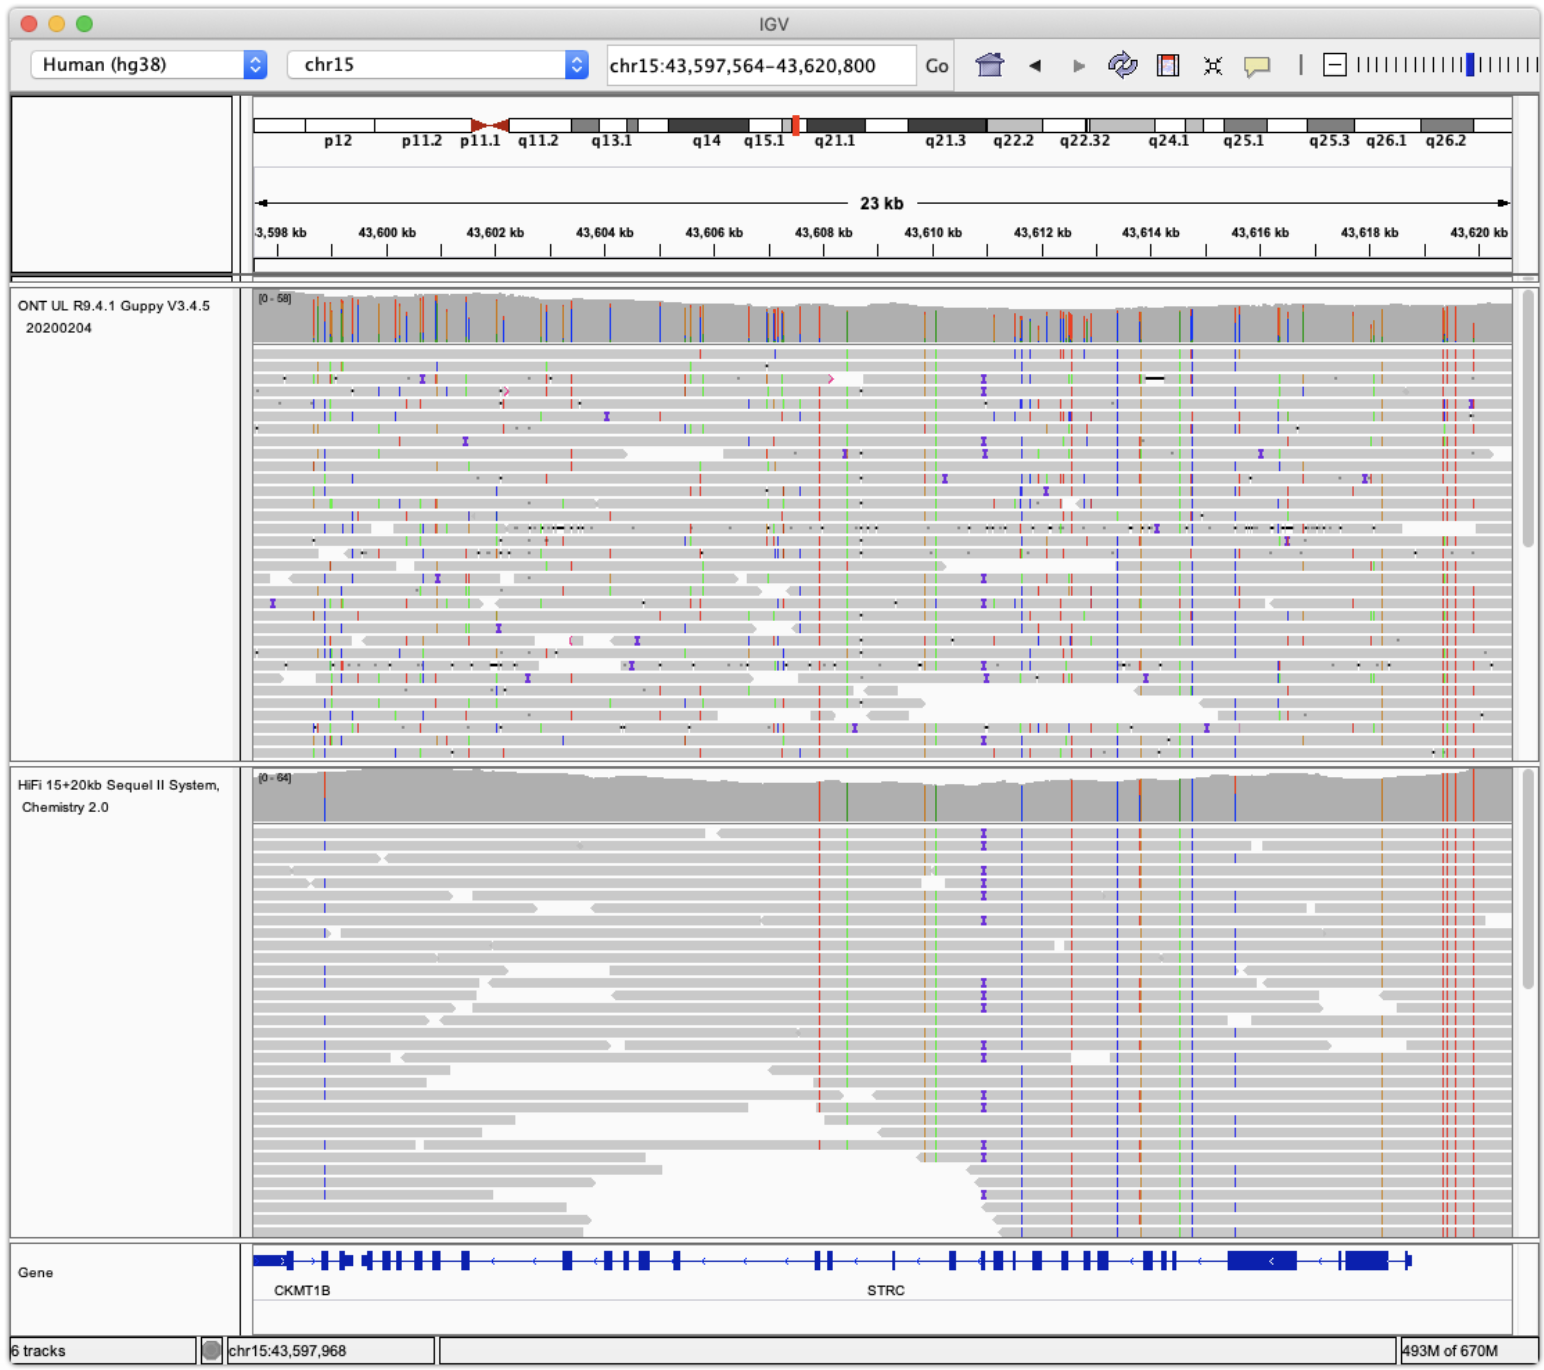 IGV
Human (hg38) chr15 chr15:43,597,564-43,620,800 Go
p12 p11.2 p11.1 q11.2 q13.1 q14 q15.1 q21.1 q21.3 q22.2 q22.32 q24.1 q25.1 q25.3 q26.1 q26.2
23 kb
3,598 kb 43,600 kb 43,602 kb 43,604 kb 43,606 kb 43,608 kb 43,610 kb 43,612 kb 43,614 kb 43,616 kb 43,618 kb 43,620 kb
ONT UL R9.4.1 Guppy V3.4.5
20200204
[0 - 58]
HiFi 15+20kb Sequel II System,
Chemistry 2.0
[0 - 64]
Gene
CKMT1B STRC
6 tracks chr15:43,597,968 493M of 670M